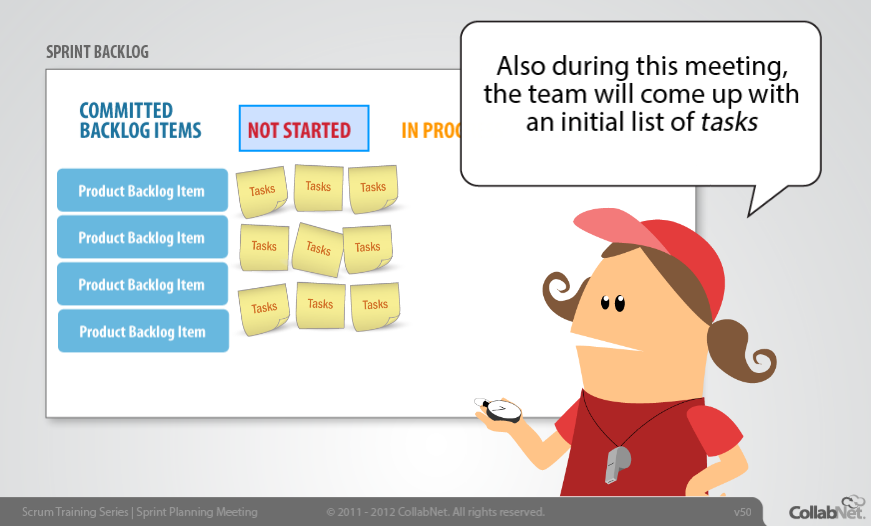 SPRINT BACKLOG
Also during this meeting,
the team will come up with
an initial list of tasks
COMMITTED
BACKLOG ITEMS
NOT STARTED
IN PROC
Product Backlog Item
Tasks
Tasks
Tasks
Product Backlog Item
Tasks
Tasks
Tasks
Product Backlog Item
Tasks
Tasks
Tasks
Product Backlog Item
Scrum Training Series | Sprint Planning Meeting
© 2011 - 2012 CollabNet. All rights reserved.
v50
CollabNet.